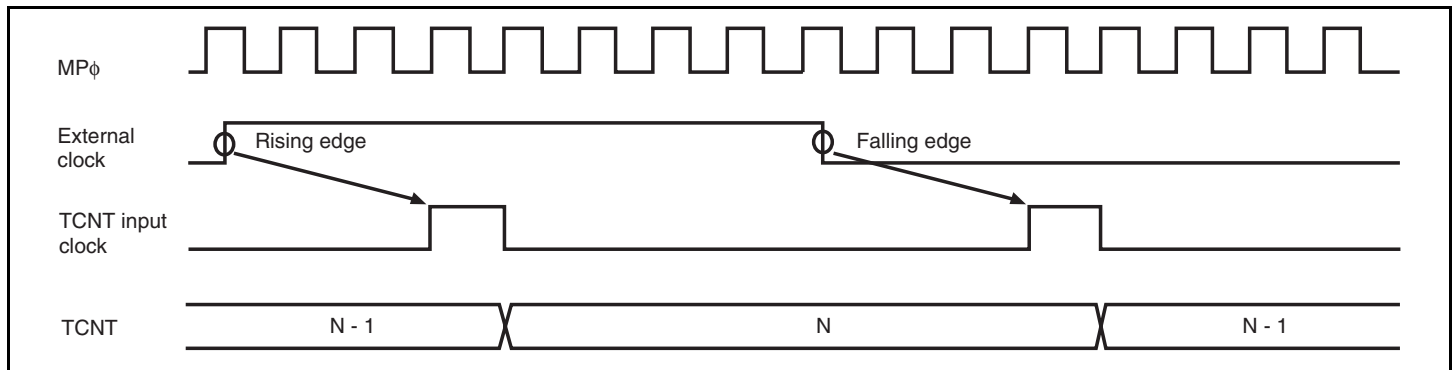 MPϕ
External
clock
Rising edge
Falling edge
TCNT input
clock
TCNT
N - 1
N
N - 1